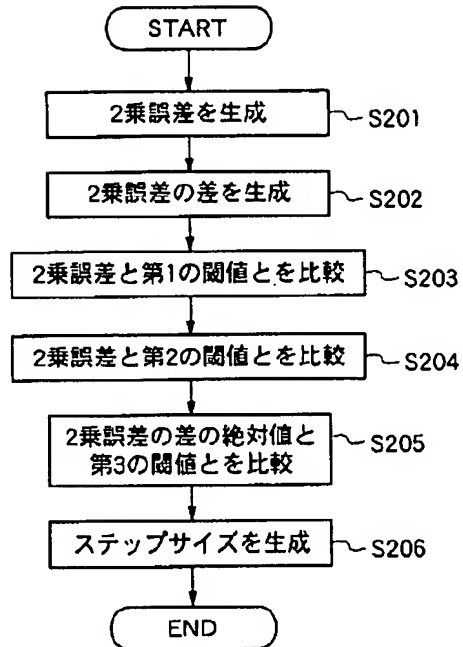 START
2乗誤差を生成
S201
2乗誤差の差を生成
S202
2乗誤差と第1の閾値とを比較
S203
2乗誤差と第2の閾値とを比較
S204
2乗誤差の差の絶対値と
第3の閾値とを比較
S205
ステップサイズを生成
S206
END